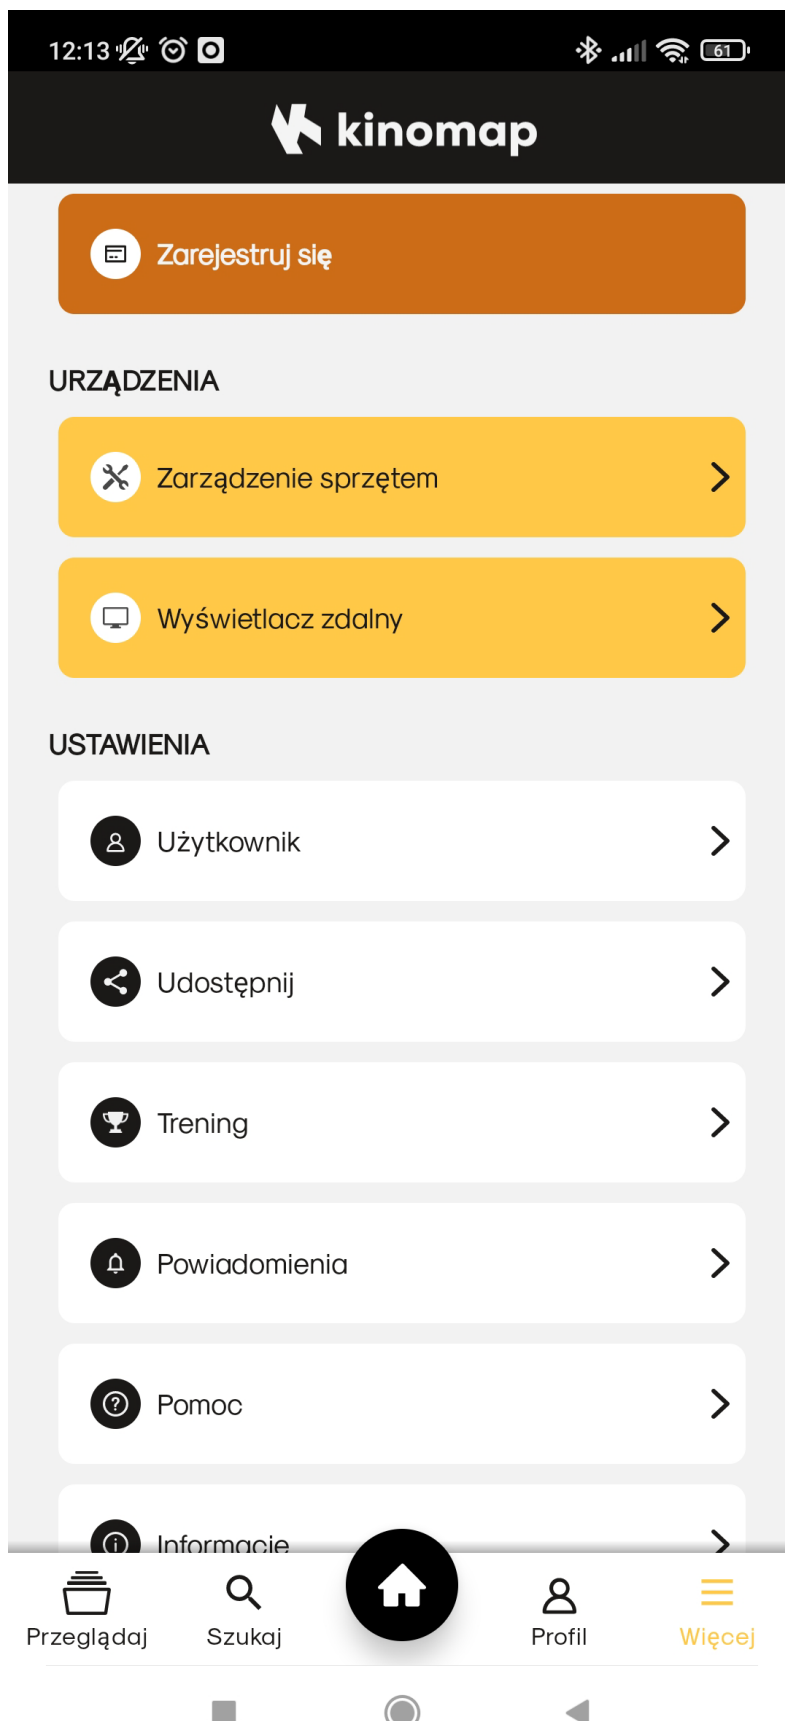 12:13
61
kinomap
Zarejestruj się
URZĄDZENIA
Zarządzenie sprzętem
Wyświetlacz zdalny
USTAWIENIA
Użytkownik
Udostępnij
Trening
Powiadomienia
Pomoc
Informacje
Przeglądaj
Szukaj
Profil
Więcej